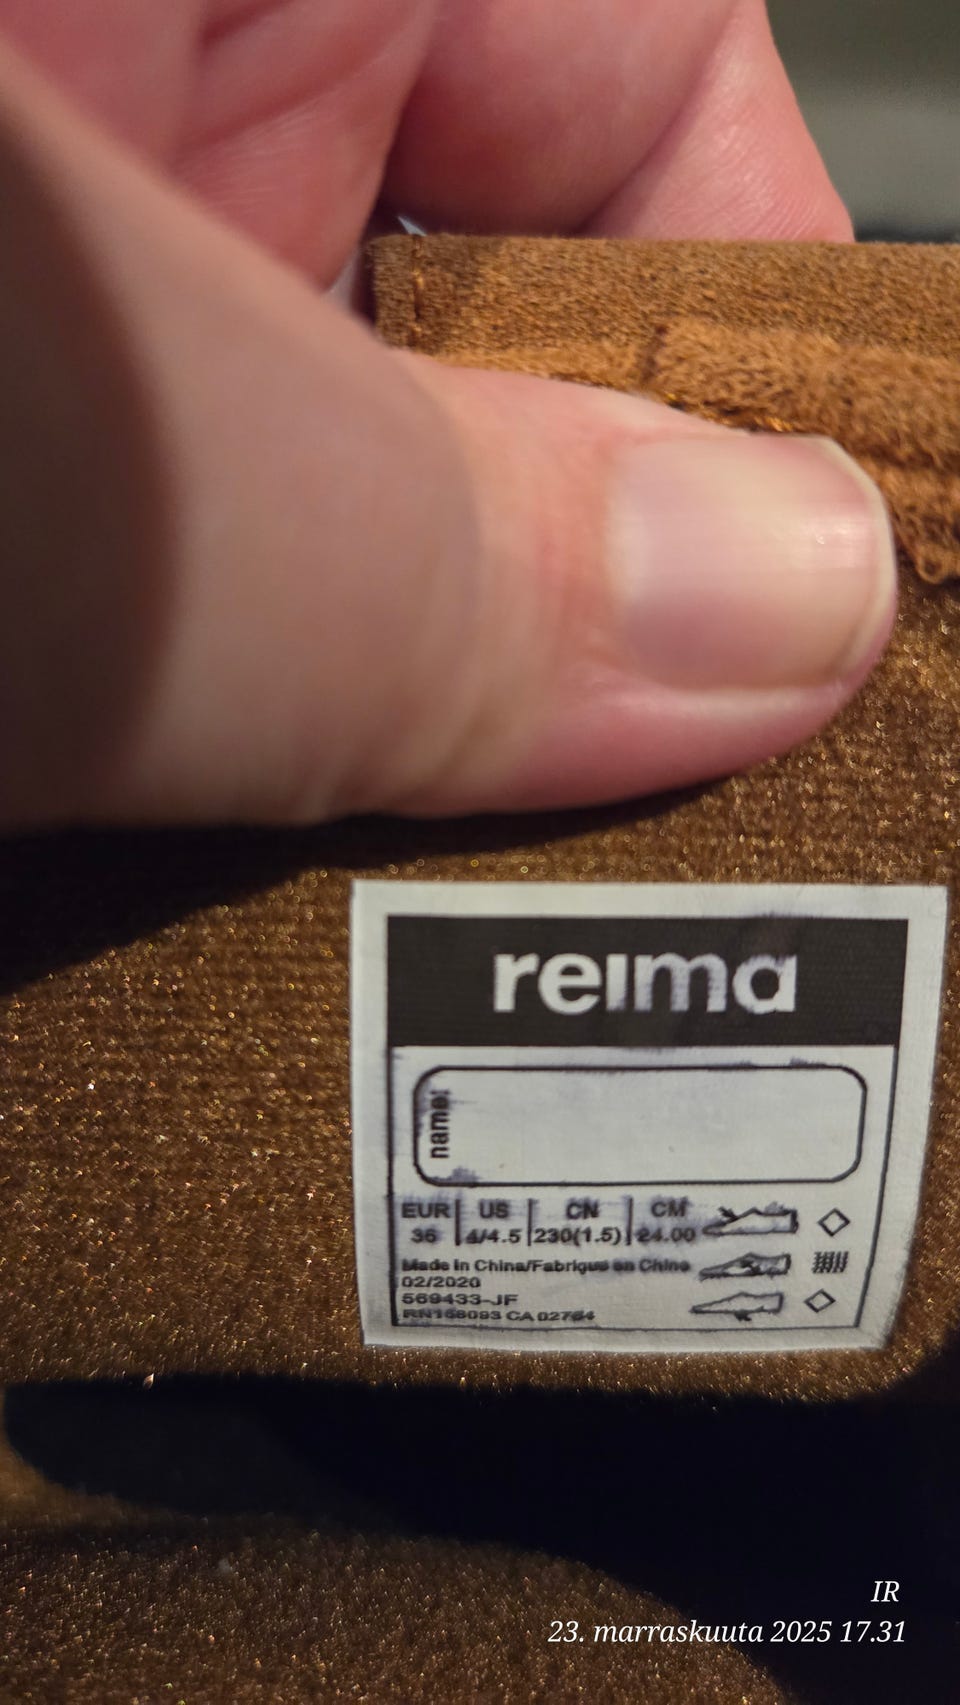 reima
name:
EUR US CN CM
36 4/4.5 230(1.5) 24.00
Made in China/Fabriqué en Chine
02/2020
569433-JF
CA
IR
23. marraskuuta 2025 17.31